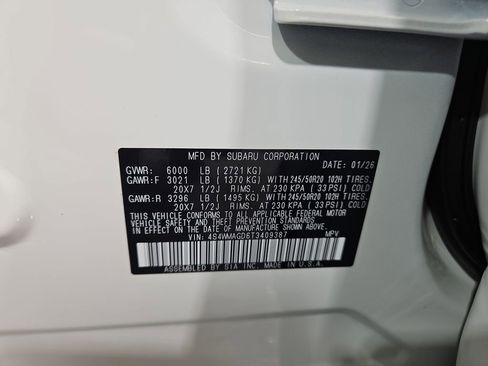 MFD BY SUBARU CORPORATION DATE: 01/26
GVWR: 6000 LB (2721 KG)
GAWR:F 3021 LB (1370 KG) WITH 245/50R20 102H TIRES,
20X7 1/2J RIMS, AT 230 KPA (33 PSI) COLD
GAWR:R 3296 LB (1495 KG) WITH 245/50R20 102H TIRES,
20X7 1/2J RIMS, AT 230 KPA (33 PSI) COLD
THIS VEHICLE CONFORMS TO ALL APPLICABLE FEDERAL MOTOR
VEHICLE SAFETY AND THEFT PREVENTION STANDARDS
IN EFFECT ON THE DATE OF MANUFACTURE SHOWN ABOVE.
VIN: 4S4WMAGD6T3409387 MPV
ASSEMBLED BY SIA INC. MADE IN U.S.A.